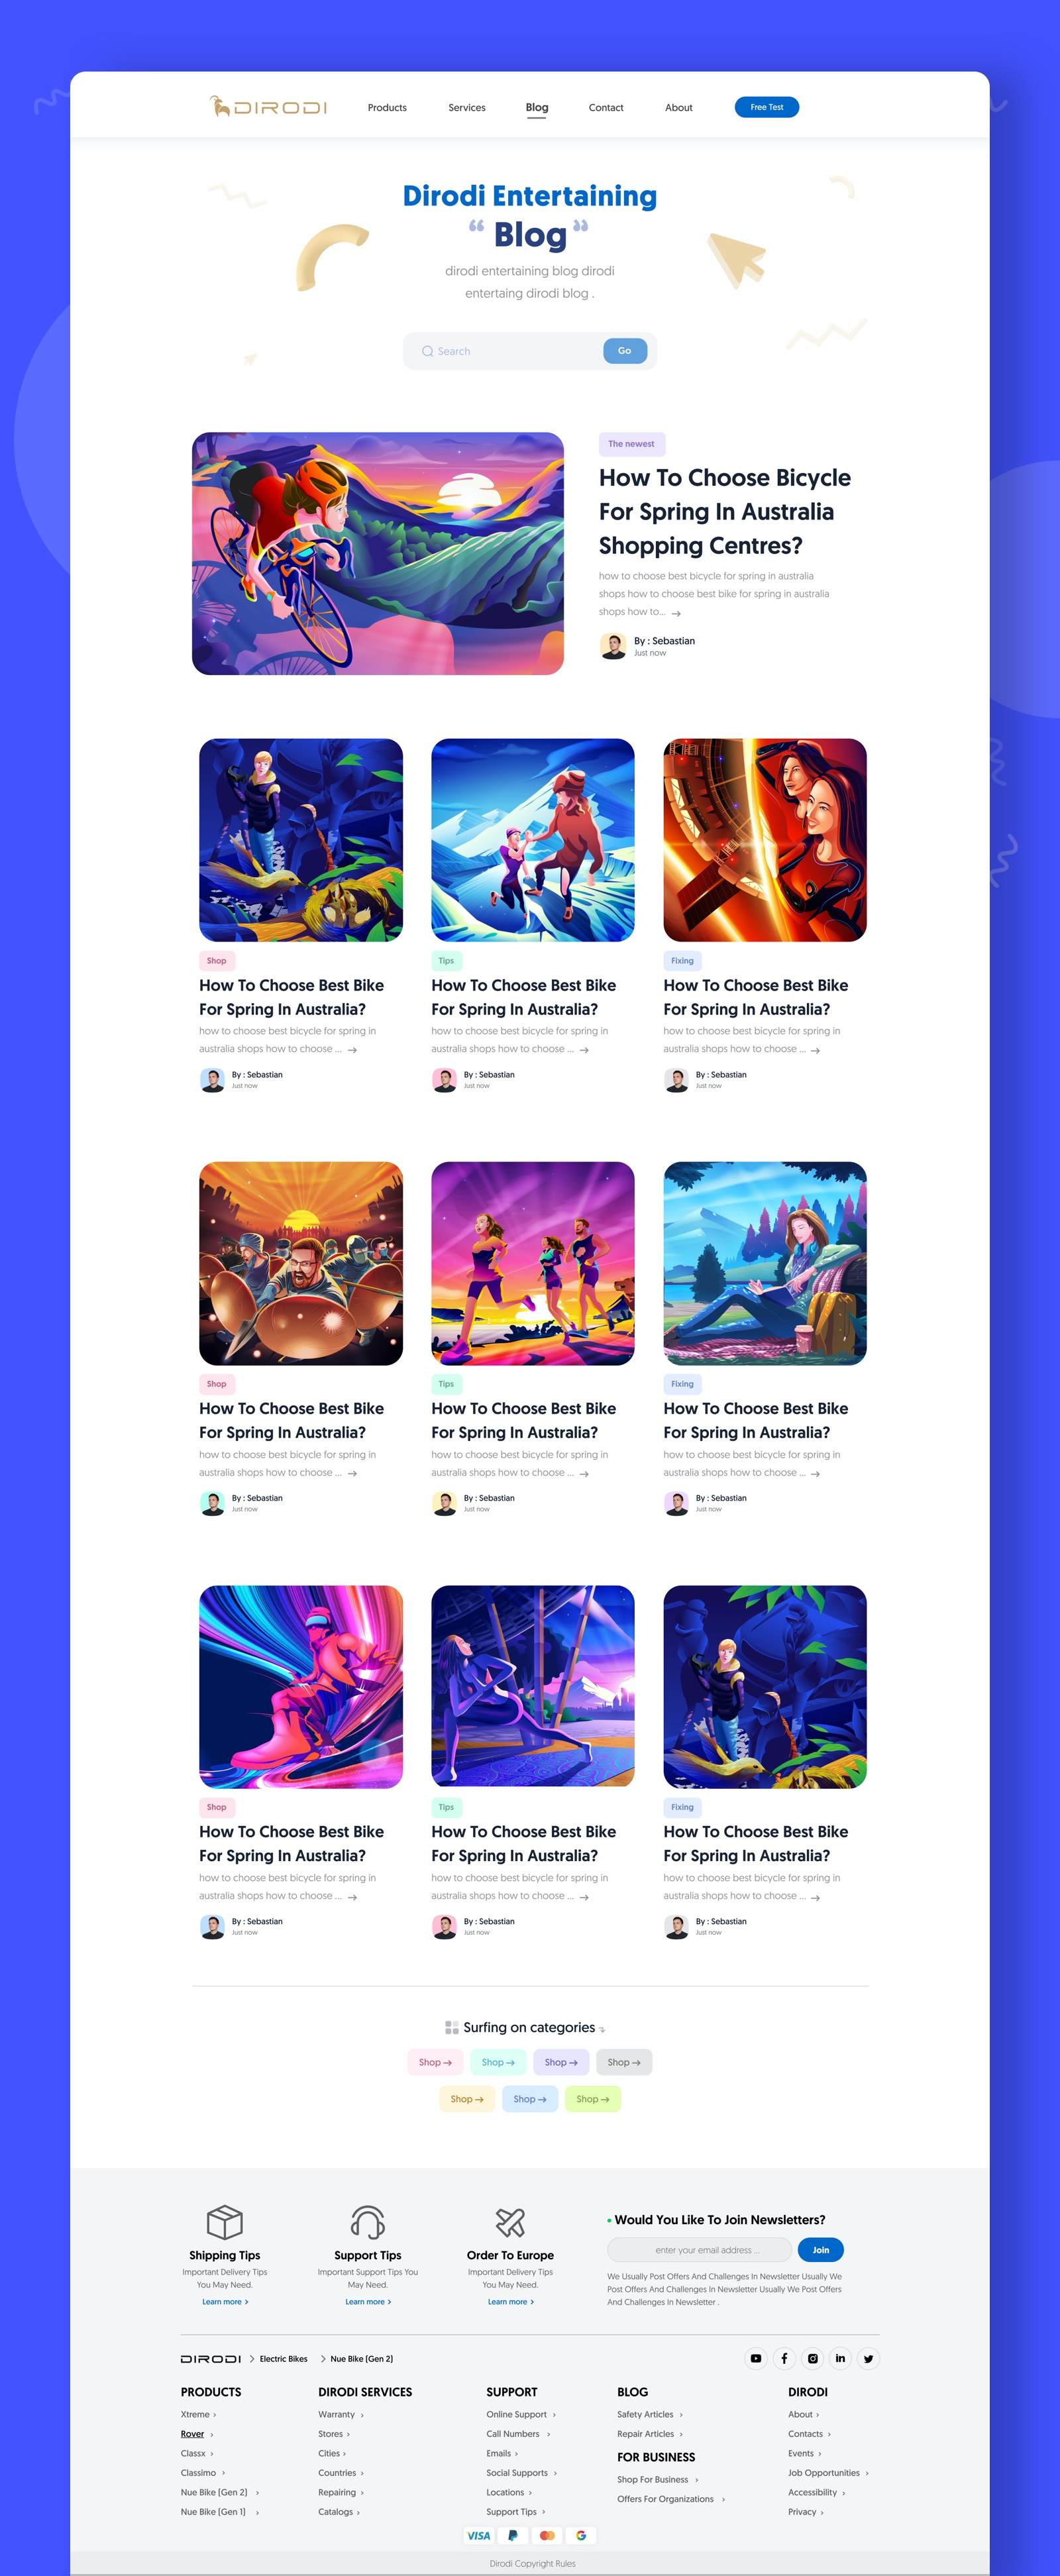 DIRODI
Products
Services
Blog
Contact
About
Free Test
Dirodi Entertaining
“ Blog ”
dirodi entertaining blog dirodi
entertaing dirodi blog .
Search
Go
The newest
How To Choose Bicycle
For Spring In Australia
Shopping Centres?
how to choose best bicycle for spring in australia
shops how to choose best bike for spring in australia
shops how to... →
By : Sebastian
Just now
Shop
How To Choose Best Bike
For Spring In Australia?
how to choose best bicycle for spring in
australia shops how to choose ... →
By : Sebastian
Just now
Tips
How To Choose Best Bike
For Spring In Australia?
how to choose best bicycle for spring in
australia shops how to choose ... →
By : Sebastian
Just now
Fixing
How To Choose Best Bike
For Spring In Australia?
how to choose best bicycle for spring in
australia shops how to choose ... →
By : Sebastian
Just now
Shop
How To Choose Best Bike
For Spring In Australia?
how to choose best bicycle for spring in
australia shops how to choose ... →
By : Sebastian
Just now
Tips
How To Choose Best Bike
For Spring In Australia?
how to choose best bicycle for spring in
australia shops how to choose ... →
By : Sebastian
Just now
Fixing
How To Choose Best Bike
For Spring In Australia?
how to choose best bicycle for spring in
australia shops how to choose ... →
By : Sebastian
Just now
Shop
How To Choose Best Bike
For Spring In Australia?
how to choose best bicycle for spring in
australia shops how to choose ... →
By : Sebastian
Just now
Tips
How To Choose Best Bike
For Spring In Australia?
how to choose best bicycle for spring in
australia shops how to choose ... →
By : Sebastian
Just now
Fixing
How To Choose Best Bike
For Spring In Australia?
how to choose best bicycle for spring in
australia shops how to choose ... →
By : Sebastian
Just now
Surfing on categories
Shop →
Shop →
Shop →
Shop →
Shop →
Shop →
Shop →
Shipping Tips
Important Delivery Tips
You May Need.
Learn more ›
Support Tips
Important Support Tips You
May Need.
Learn more ›
Order To Europe
Important Delivery Tips
You May Need.
Learn more ›
Would You Like To Join Newsletters?
enter your email address ...
Join
We Usually Post Offers And Challenges In Newsletter Usually We
Post Offers And Challenges In Newsletter Usually We Post Offers
And Challenges In Newsletter .
DIRODI
Electric Bikes
Nue Bike (Gen 2)
in
PRODUCTS
Xtreme ›
Rover ›
Classx ›
Classimo ›
Nue Bike (Gen 2) ›
Nue Bike (Gen 1) ›
DIRODI SERVICES
Warranty ›
Stores ›
Cities ›
Countries ›
Repairing ›
Catalogs ›
SUPPORT
Online Support ›
Call Numbers ›
Emails ›
Social Supports ›
Locations ›
Support Tips ›
BLOG
Safety Articles ›
Repair Articles ›
FOR BUSINESS
Shop For Business ›
Offers For Organizations ›
DIRODI
About ›
Contacts ›
Events ›
Job Opportunities ›
Accessibility ›
Privacy ›
VISA
Dirodi Copyright Rules